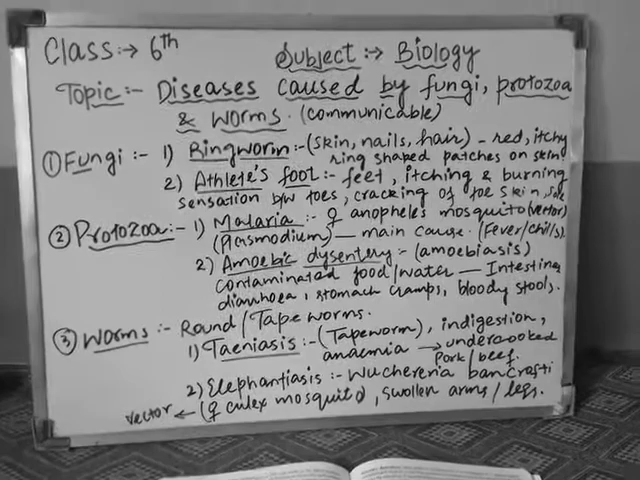 Class:→ 6th
Subject:→ Biology
Topic:- Diseases caused by fungi, protozoa
& worms. (communicable)
① Fungi :- 1) Ringworm:-(skin, nails, hair) - red, itchy
ring shaped patches on skin
2) Athlete's foot:- feet, itching & burning
sensation b/w toes, cracking of toe skin, sole
② Protozoa:- 1) Malaria :- ♀ anopheles mosquito (vector)
(Plasmodium) — main cause. (Fever/chills).
2) Amoebic dysentery:- (amoebiasis)
contaminated food/water — Intestines
diarrhoea, stomach cramps, bloody stools.
③ Worms :- Round/Tape worms.
1) Taeniasis:-(Tapeworm), indigestion,
anaemia → undercooked
Pork/beef.
2) Elephantiasis:- Wuchereria bancrofti
vector ← (♀ culex mosquito), swollen arms/legs.